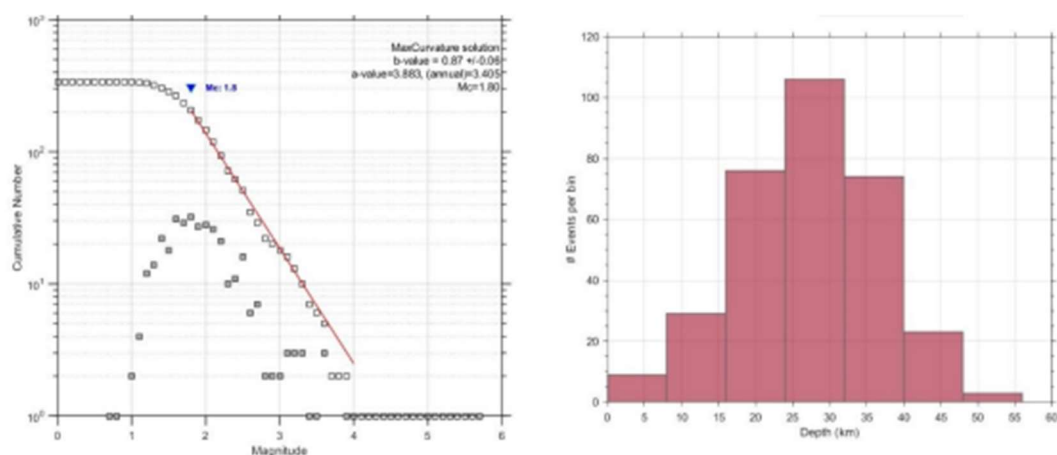 10³
10²
10¹
10⁰
0 1 2 3 4 5 6
Cumulative Number
Magnitude
MaxCurvature solution
b-value = 0.87 +/-0.06
a-value=3.883, (annual)=3.405
Mc=1.80
Mc: 1.8
120
100
80
60
40
20
0
0 5 10 15 20 25 30 35 40 45 50 55 60
# Events per bin
Depth (km)